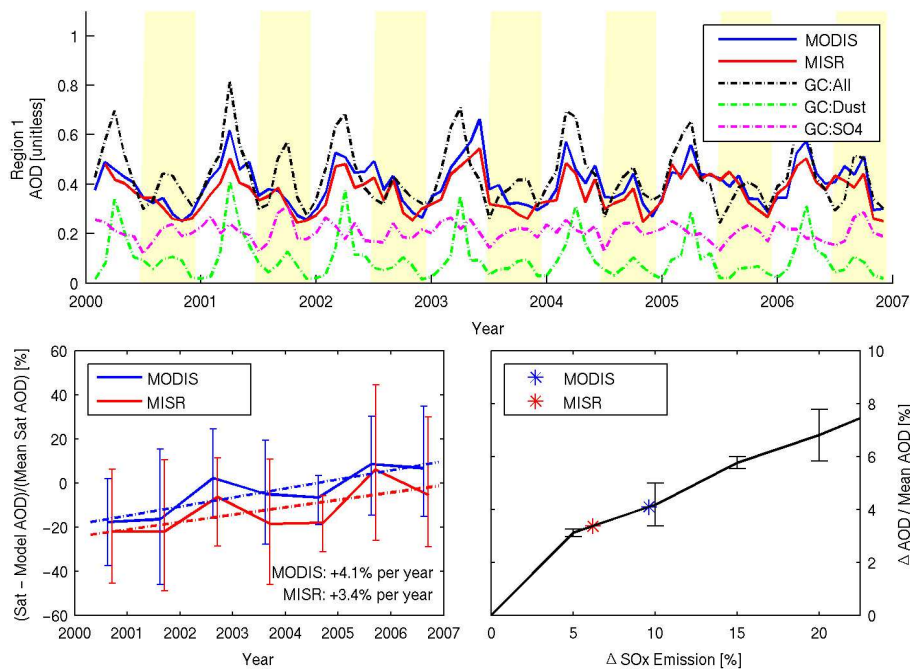 1
0.8
0.6
0.4
0.2
0
Region 1
AOD [unitless]
MODIS
MISR
GC:All
GC:Dust
GC:SO4
2000 2001 2002 2003 2004 2005 2006 2007
Year
60
40
20
0
−20
−40
−60
(Sat − Model AOD)/(Mean Sat AOD) [%]
MODIS
MISR
MODIS: +4.1% per year
MISR: +3.4% per year
2000 2001 2002 2003 2004 2005 2006 2007
Year
MODIS
MISR
10
8
6
4
2
0
Δ AOD / Mean AOD [%]
0 5 10 15 20
Δ SOx Emission [%]